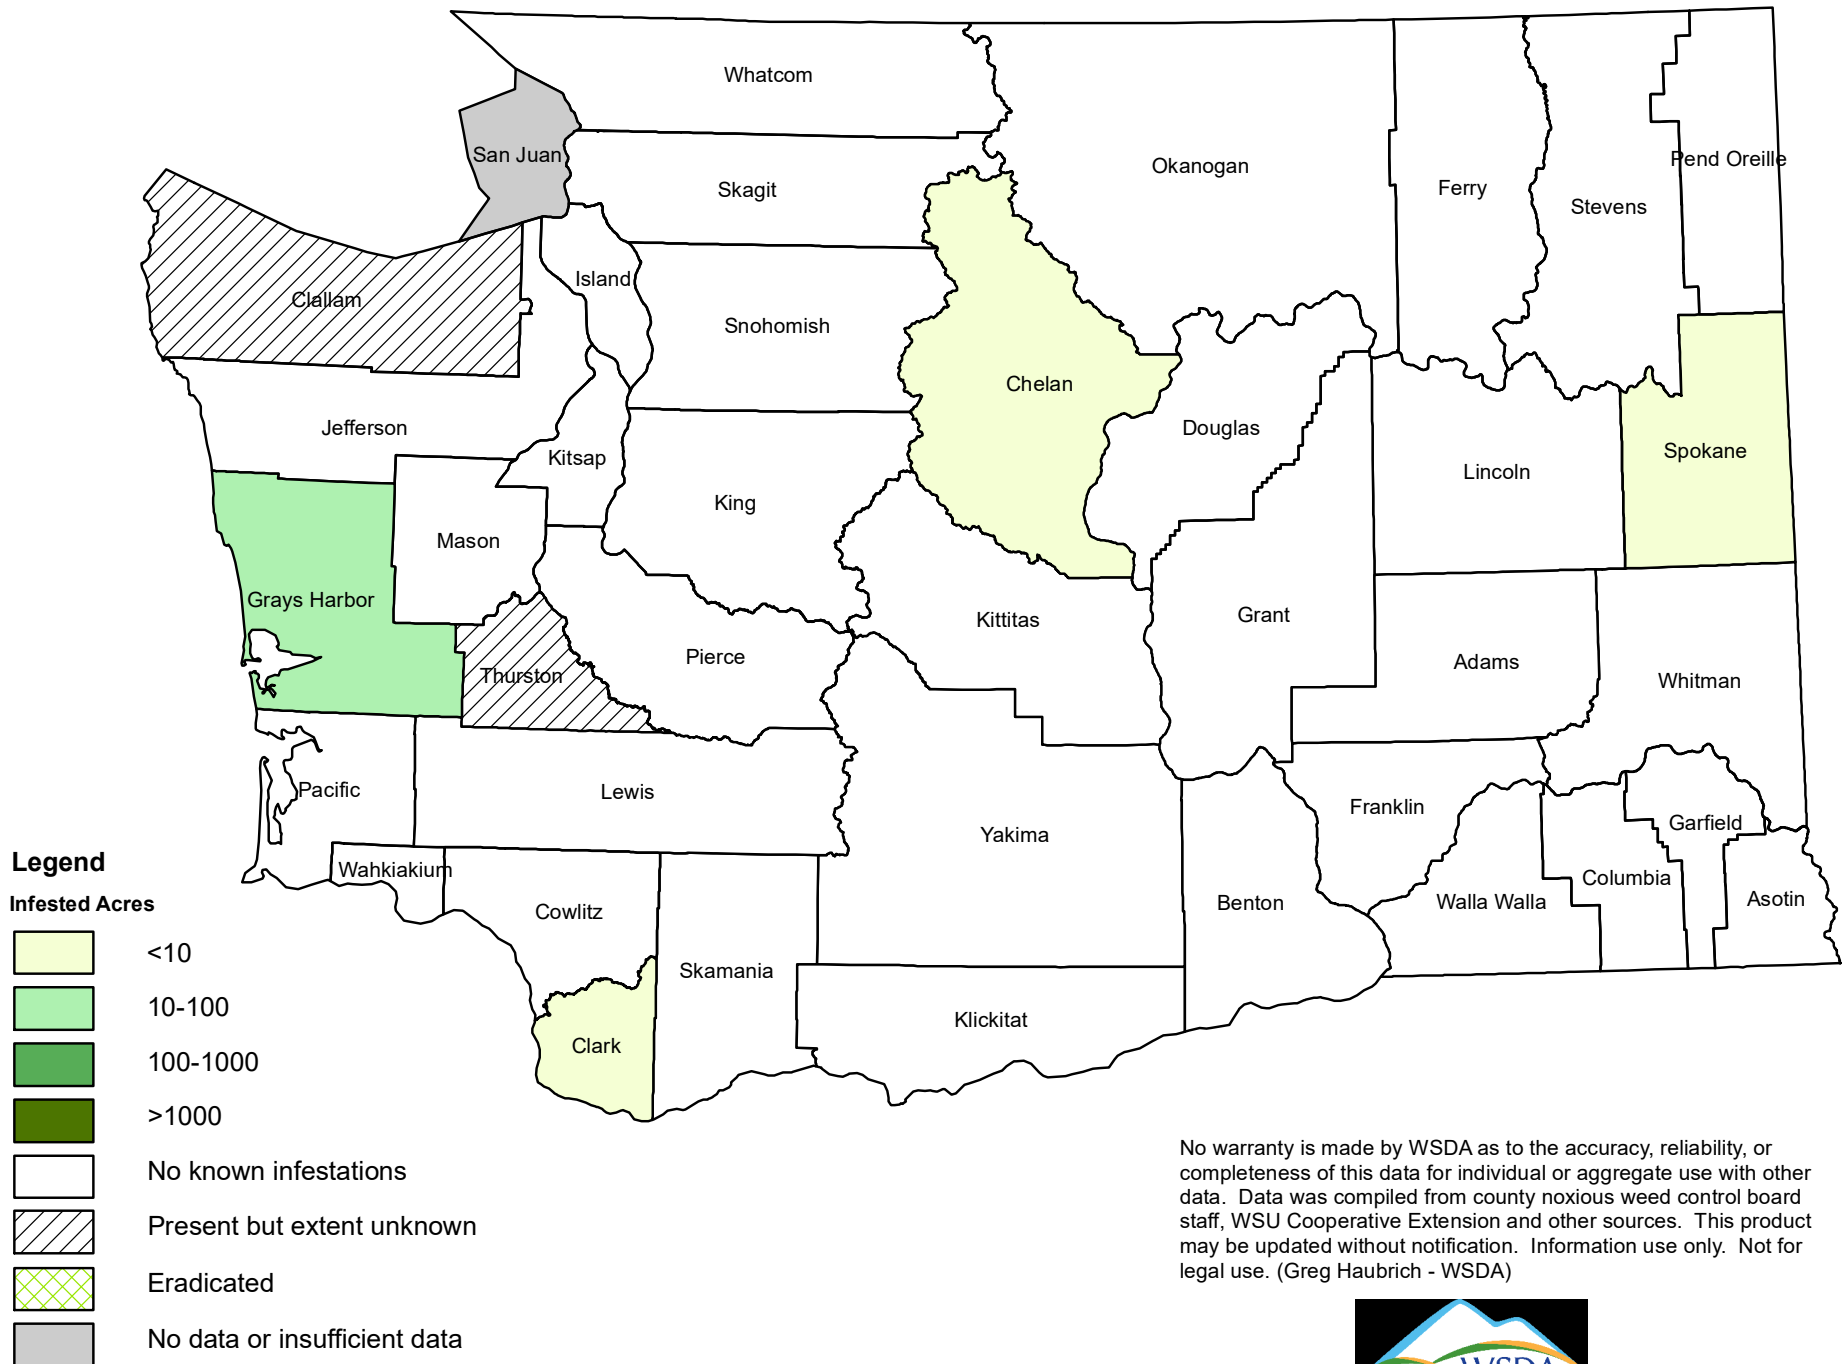 Whatcom
San Juan
Skagit
Okanogan
Ferry
Stevens
Pend Oreille
Clallam
Island
Snohomish
Chelan
Jefferson
Kitsap
King
Douglas
Lincoln
Spokane
Mason
Grays Harbor
Kittitas
Grant
Thurston
Pierce
Adams
Whitman
Pacific
Lewis
Yakima
Franklin
Garfield
Wahkiakium
Cowlitz
Benton
Walla Walla
Columbia
Asotin
Skamania
Klickitat
Clark
Legend
Infested Acres
<10
10-100
100-1000
>1000
No known infestations
Present but extent unknown
Eradicated
No data or insufficient data
No warranty is made by WSDA as to the accuracy, reliability, or
completeness of this data for individual or aggregate use with other
data.  Data was compiled from county noxious weed control board
staff, WSU Cooperative Extension and other sources.  This product
may be updated without notification.  Information use only.  Not for
legal use. (Greg Haubrich - WSDA)
WSDA